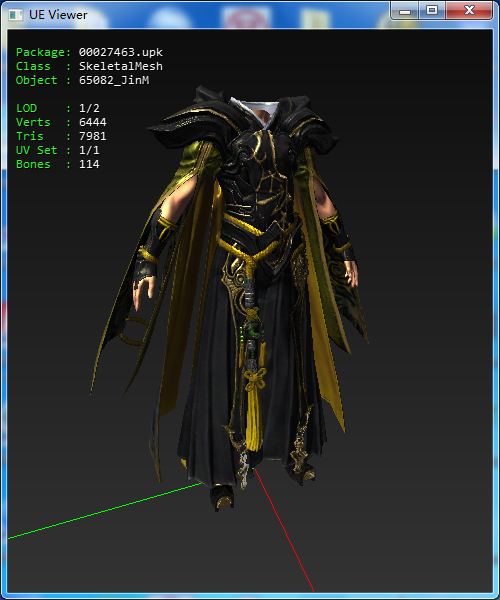 UE Viewer
Package: 00027463.upk
Class : SkeletalMesh
Object : 65082_JinM
LOD : 1/2
Verts : 6444
Tris : 7981
UV Set : 1/1
Bones : 114